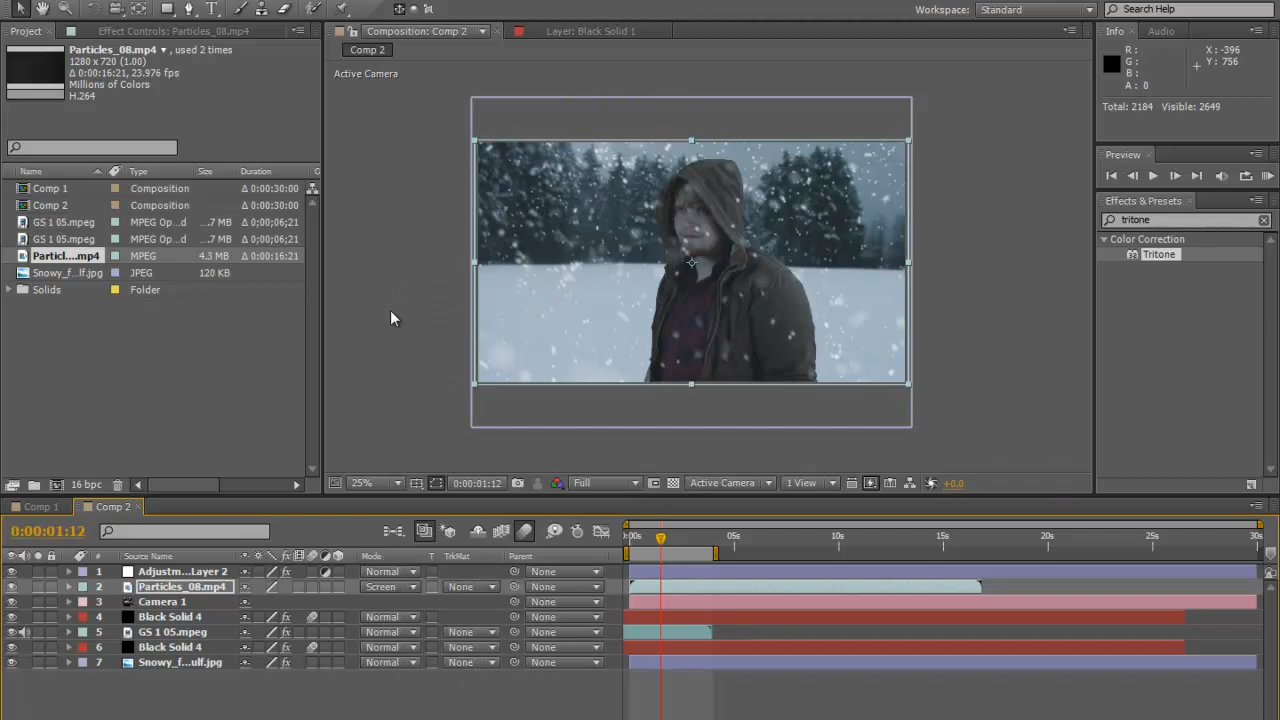 Workspace: Standard
Search Help
Project
Effect Controls: Particles_08.mp4
Composition: Comp 2
Layer: Black Solid 1
Info
Audio
Particles_08.mp4 , used 2 times
1280 x 720 (1.00)
Δ 0:00:16:21, 23.976 fps
Millions of Colors
H.264
Comp 2
Active Camera
R :
G :
B :
A : 0
X : -396
Y : 756
Total: 2184 Visible: 2649
Preview
Effects & Presets
tritone
Color Correction
Tritone
Name
Type
Size
Duration
Comp 1 Composition Δ 0:00:30:00
Comp 2 Composition Δ 0:00:30:00
GS 1 05.mpeg MPEG Op...d ....7 MB Δ 0;00;06;21
GS 1 05.mpeg MPEG Op...d ....7 MB Δ 0;00;06;21
Particl....mp4 MPEG 4.3 MB Δ 0:00:16:21
Snowy_f...lf.jpg JPEG 120 KB
Solids Folder
16 bpc
25%
0:00:01:12
Full
Active Camera
1 View
+0.0
Comp 1
Comp 2
0:00:01:12
:00s 05s 10s 15s 20s 25s 30s
# Source Name Mode T TrkMat Parent
1 Adjustm...Layer 2 Normal None
2 Particles_08.mp4 Screen None None
3 Camera 1 None
4 Black Solid 4 Normal None
5 GS 1 05.mpeg Normal None None
6 Black Solid 4 Normal None None
7 Snowy_f...ulf.jpg Normal None None